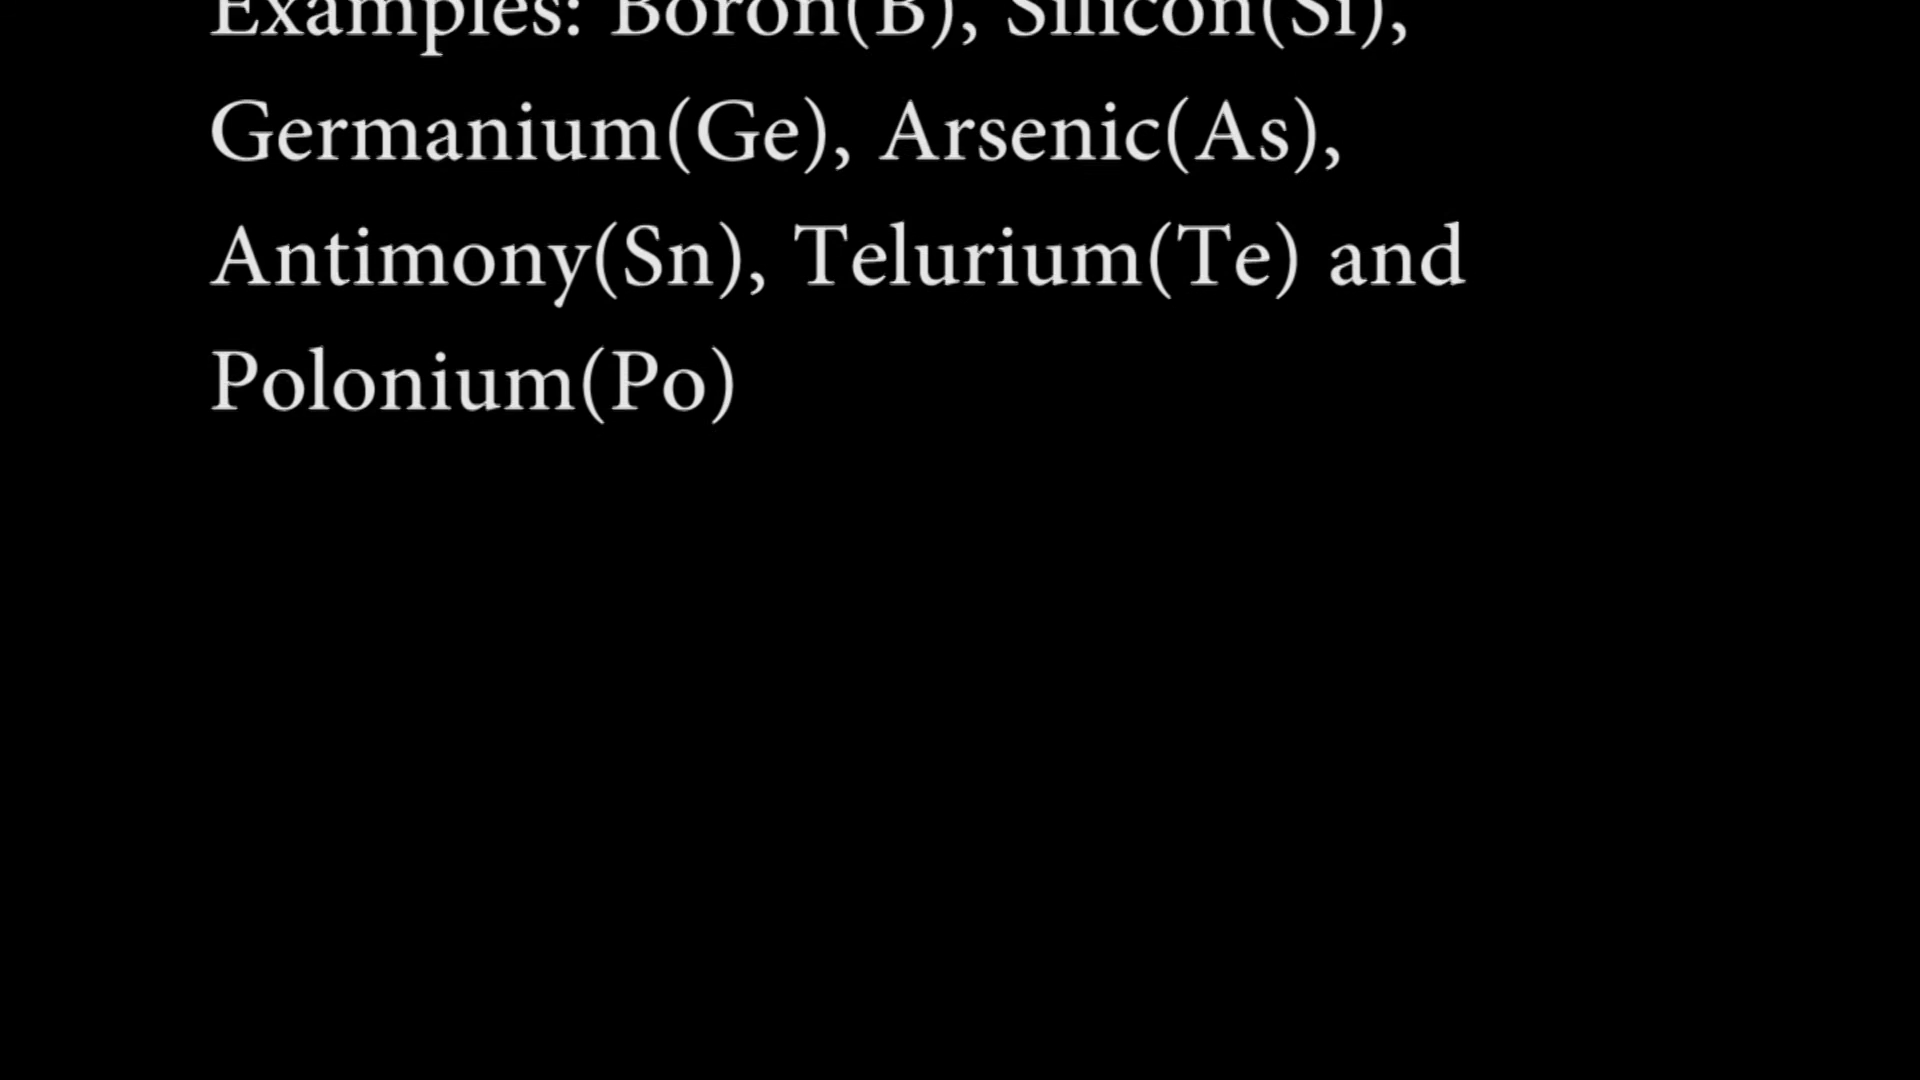 Examples: Boron(B), Silicon(Si),
Germanium(Ge), Arsenic(As),
Antimony(Sn), Telurium(Te) and
Polonium(Po)